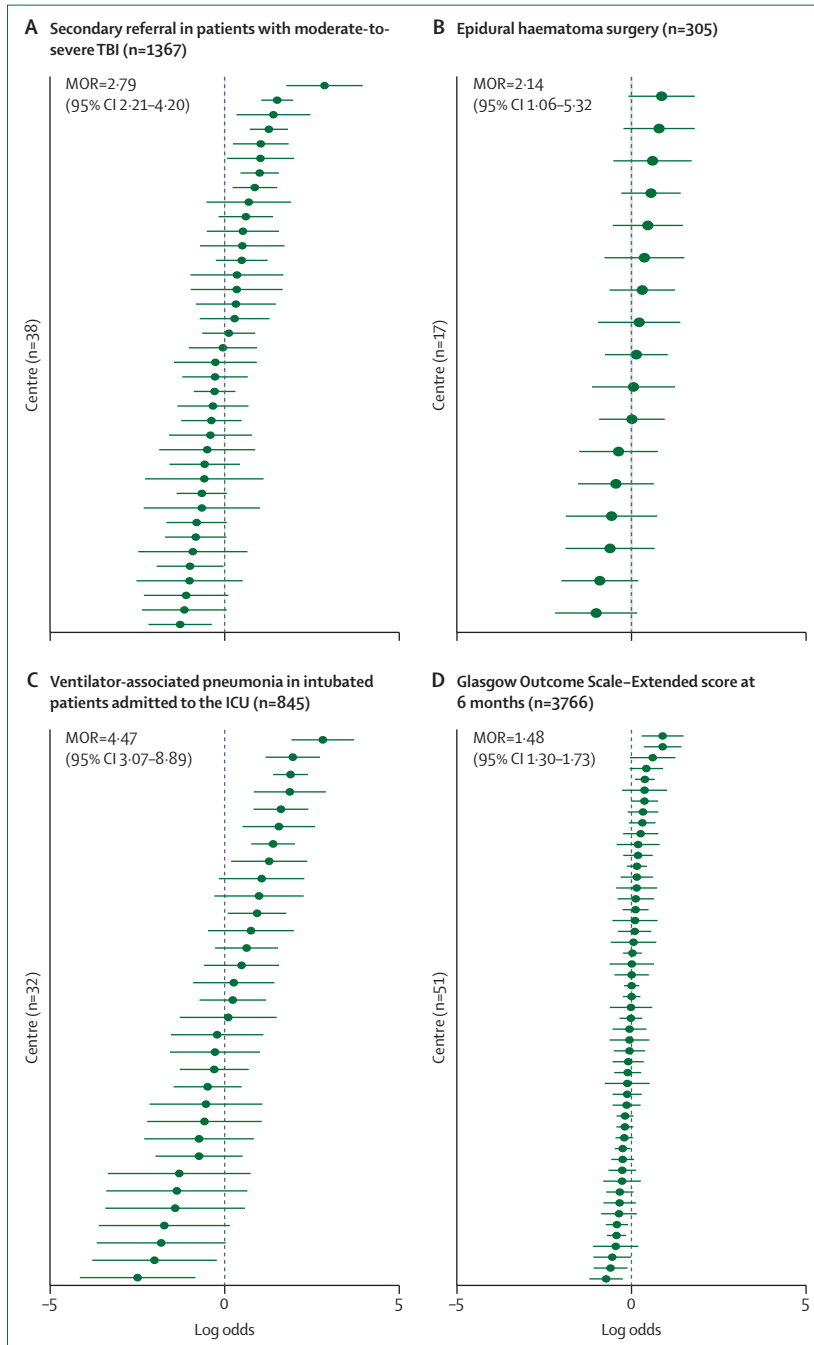 A Secondary referral in patients with moderate-to-
severe TBI (n=1367)
MOR=2·79
(95% CI 2·21–4·20)
Centre (n=38)
B Epidural haematoma surgery (n=305)
MOR=2·14
(95% CI 1·06–5·32
Centre (n=17)
C Ventilator-associated pneumonia in intubated
patients admitted to the ICU (n=845)
MOR=4·47
(95% CI 3·07–8·89)
Centre (n=32)
–5 0 5
Log odds
D Glasgow Outcome Scale–Extended score at
6 months (n=3766)
MOR=1·48
(95% CI 1·30–1·73)
Centre (n=51)
–5 0 5
Log odds